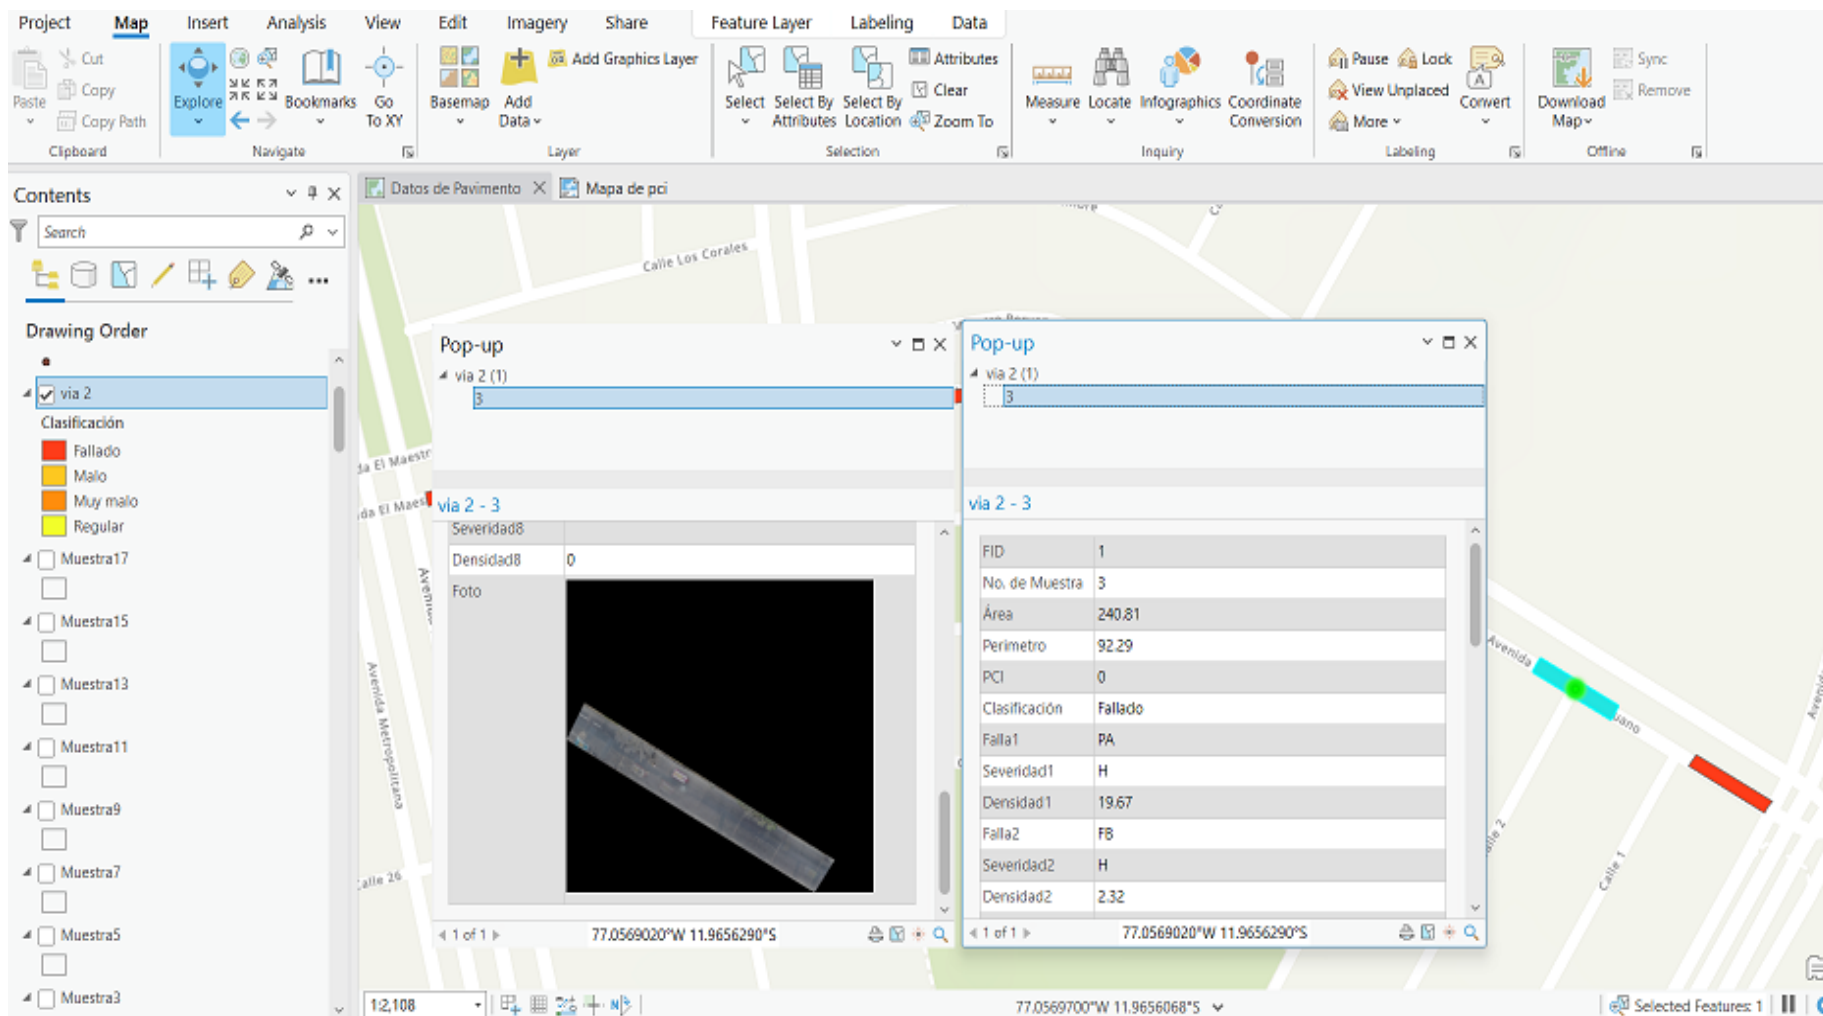 Project Map Insert Analysis View Edit Imagery Share Feature Layer Labeling Data
Cut
Copy
Copy Path
Paste
Clipboard
Explore
Bookmarks
Go To XY
Navigate
Basemap
Add Data
Add Graphics Layer
Layer
Select
Select By Attributes
Select By Location
Attributes
Clear
Zoom To
Selection
Measure
Locate
Infographics
Coordinate Conversion
Inquiry
Pause
Lock
View Unplaced
More
Convert
Labeling
Download Map
Sync
Remove
Offline
Contents
Search
Drawing Order
via 2
Clasificación
Fallado
Malo
Muy malo
Regular
Muestra17
Muestra15
Muestra13
Muestra11
Muestra9
Muestra7
Muestra5
Muestra3
Datos de Pavimento
Mapa de pci
Calle Los Corales
Avenida Metropolitana
Calle 1
Avenida
Pop-up
via 2 (1)
3
via 2 - 3
Severidad8
Densidad8 0
Foto
1 of 1
77.0569020°W 11.9656290°S
Pop-up
via 2 (1)
3
via 2 - 3
FID 1
No. de Muestra 3
Área 240.81
Perimetro 92.29
PCI 0
Clasificación Fallado
Falla1 PA
Severidad1 H
Densidad1 19.67
Falla2 FB
Severidad2 H
Densidad2 2.32
1 of 1
77.0569020°W 11.9656290°S
1:2,108
77.0569700°W 11.9656068°S
Selected Features: 1